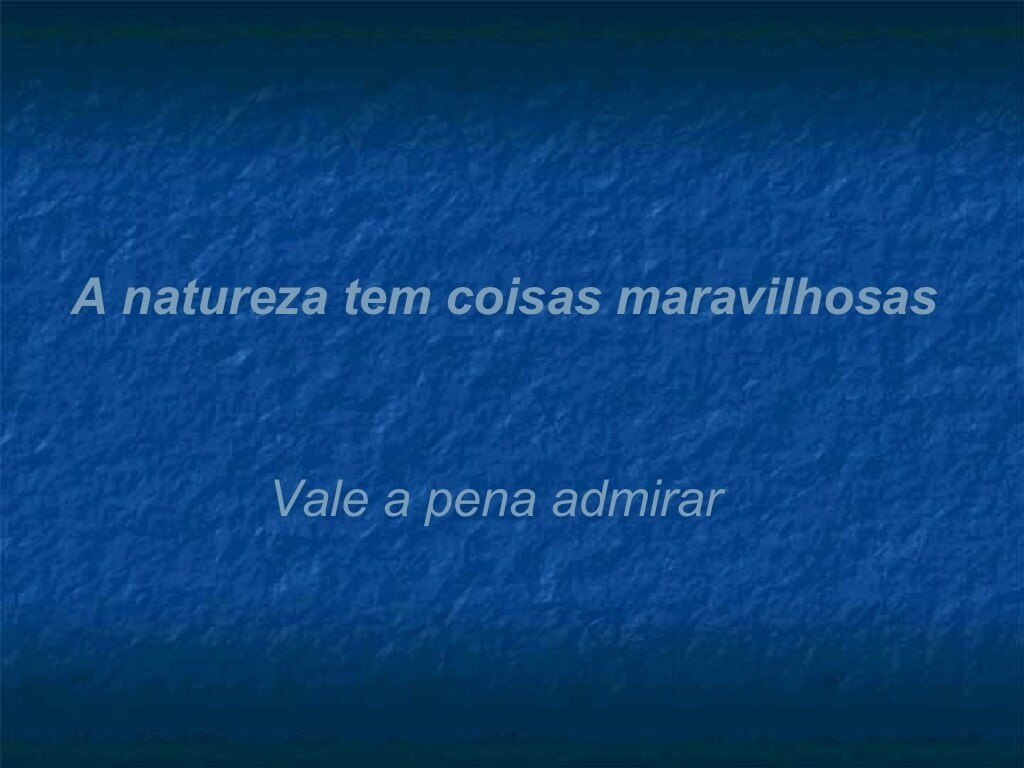 A natureza tem coisas maravilhosas
Vale a pena admirar